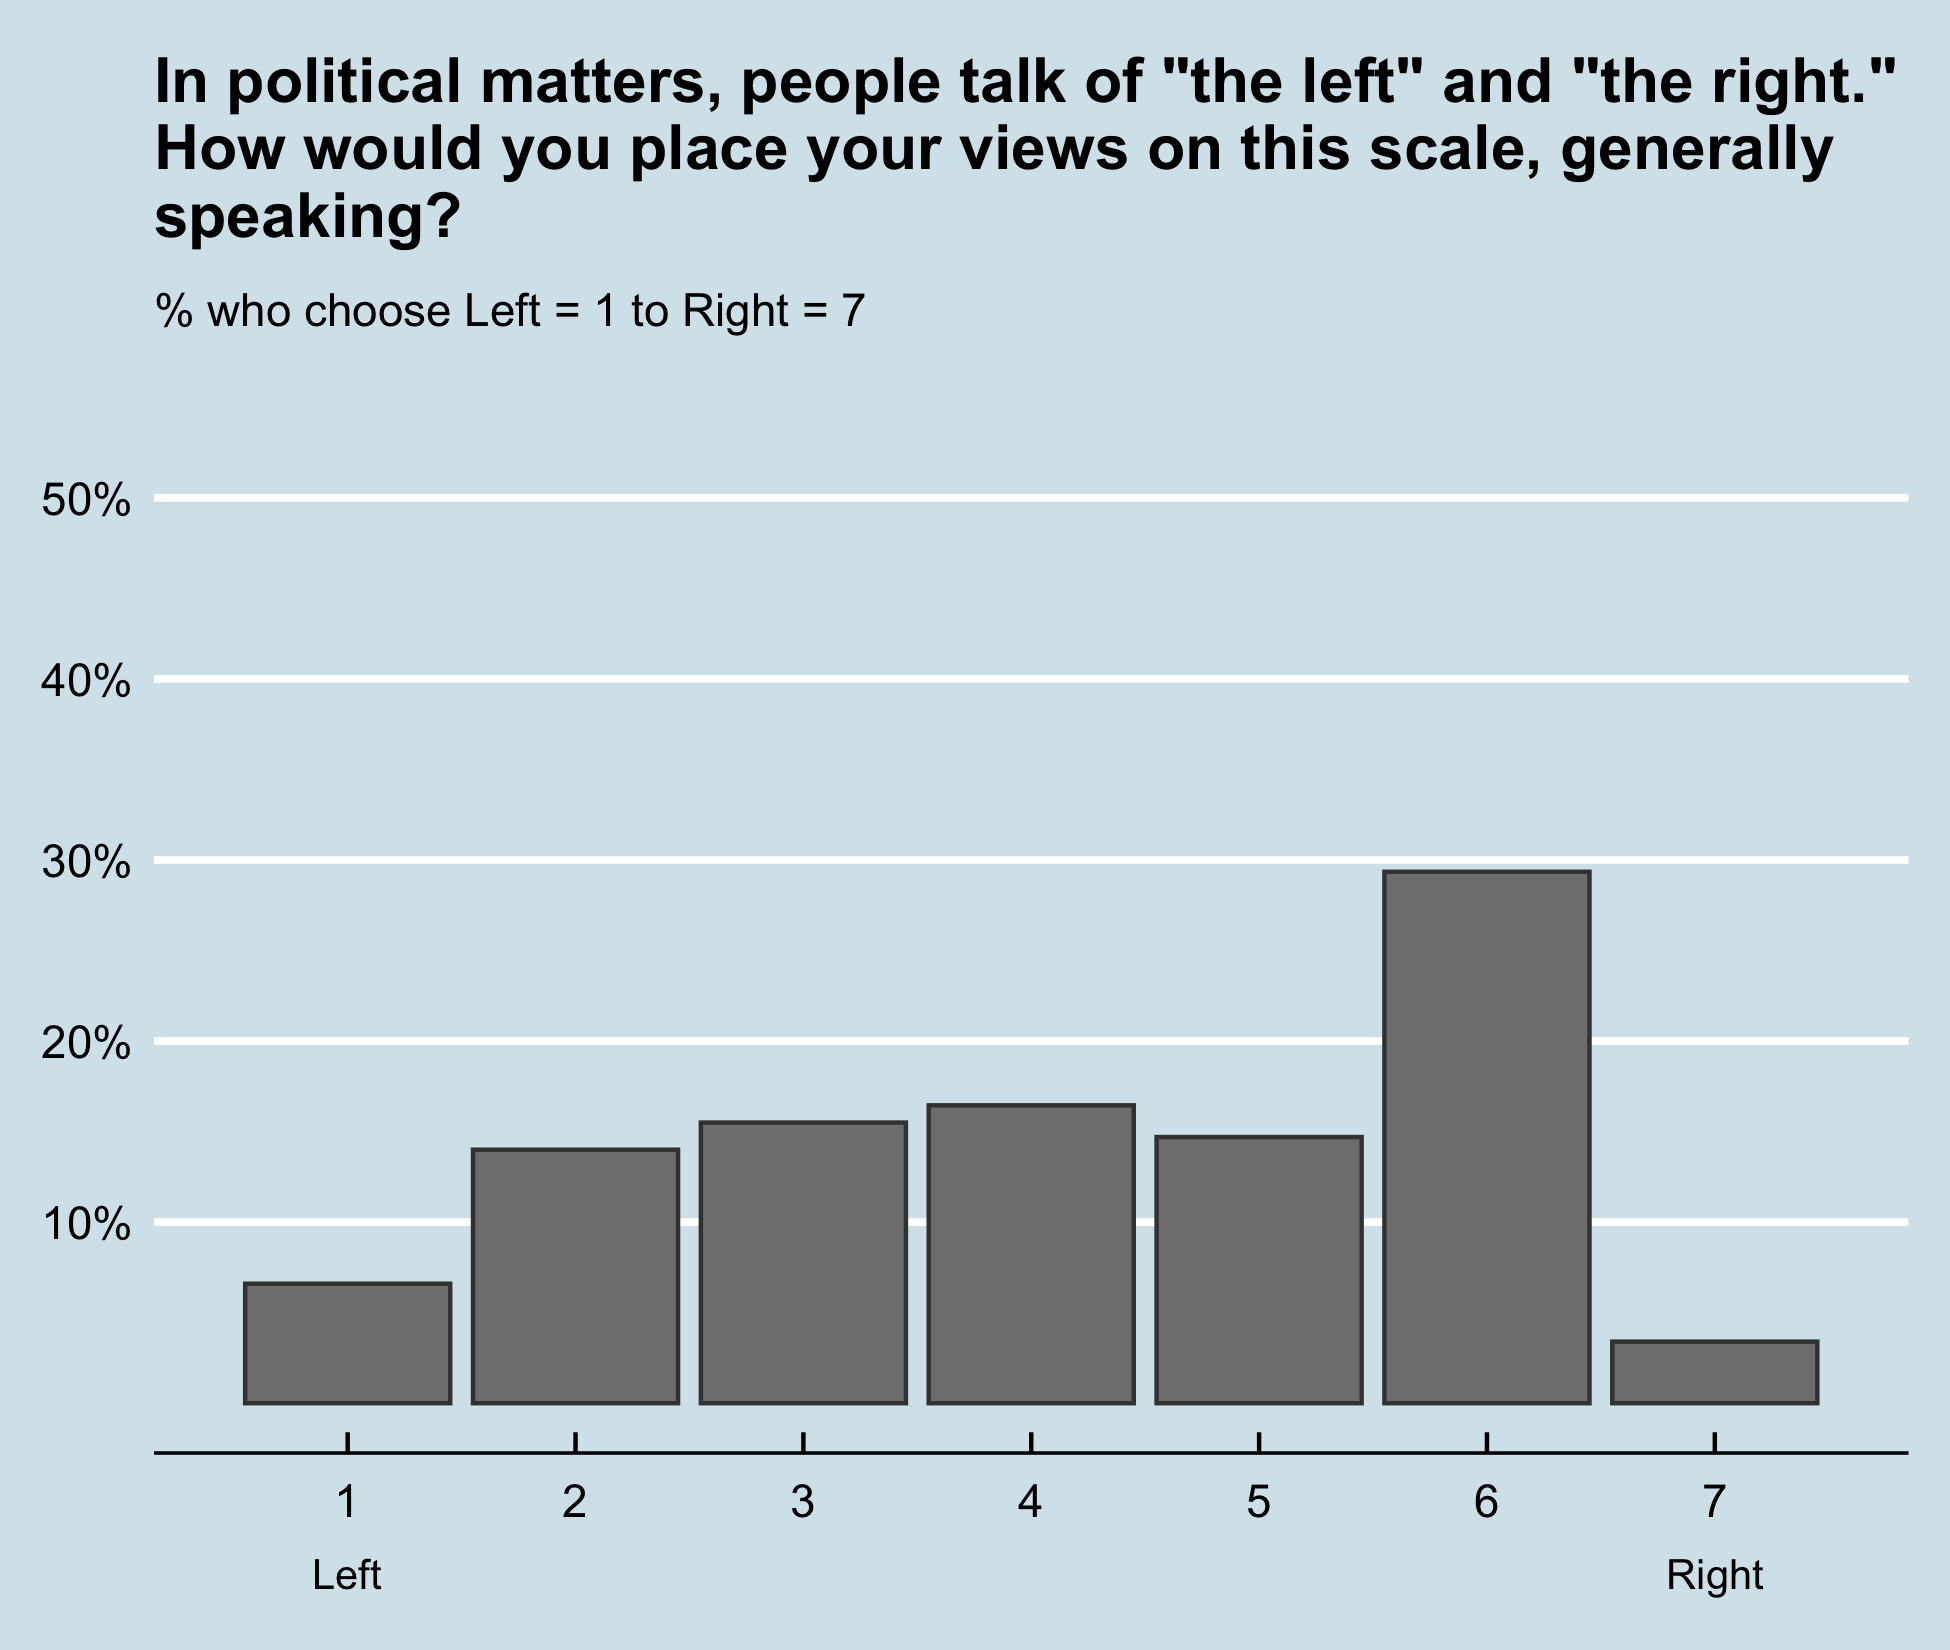 In political matters, people talk of "the left" and "the right."
How would you place your views on this scale, generally
speaking?
% who choose Left = 1 to Right = 7
50%
40%
30%
20%
10%
1 2 3 4 5 6 7
Left Right